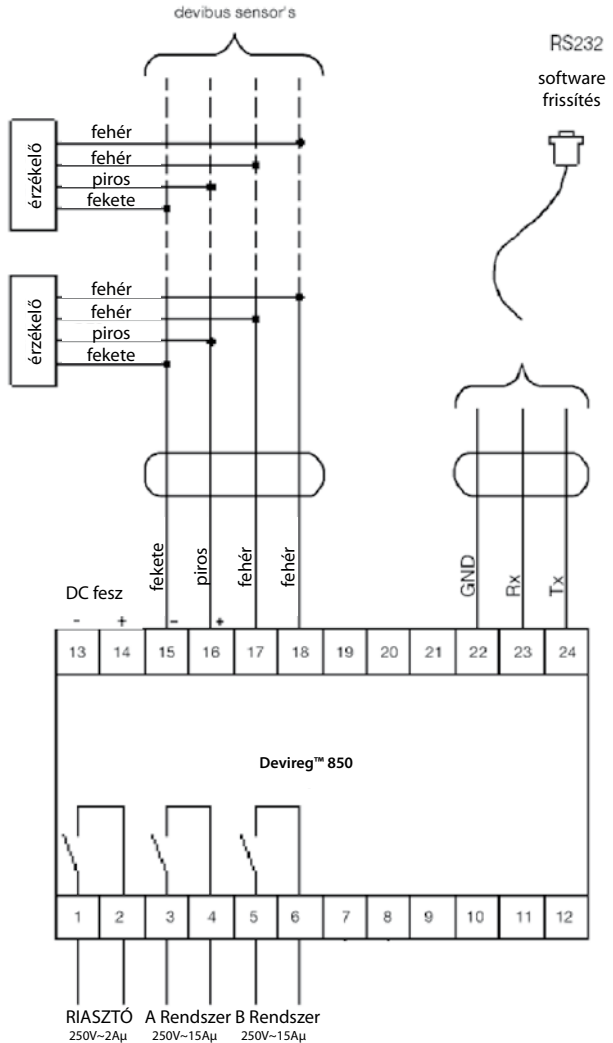 devibus sensor's
RS232
software
frissítés
érzékelő
fehér
fehér
piros
fekete
érzékelő
fehér
fehér
piros
fekete
fekete
piros
fehér
fehér
GND
Rx
Tx
DC fesz
- + - +
13 14 15 16 17 18 19 20 21 22 23 24
Devireg™ 850
1 2 3 4 5 6 7 8 9 10 11 12
RIASZTÓ A Rendszer B Rendszer
250V~2Aµ 250V~15Aµ 250V~15Aµ